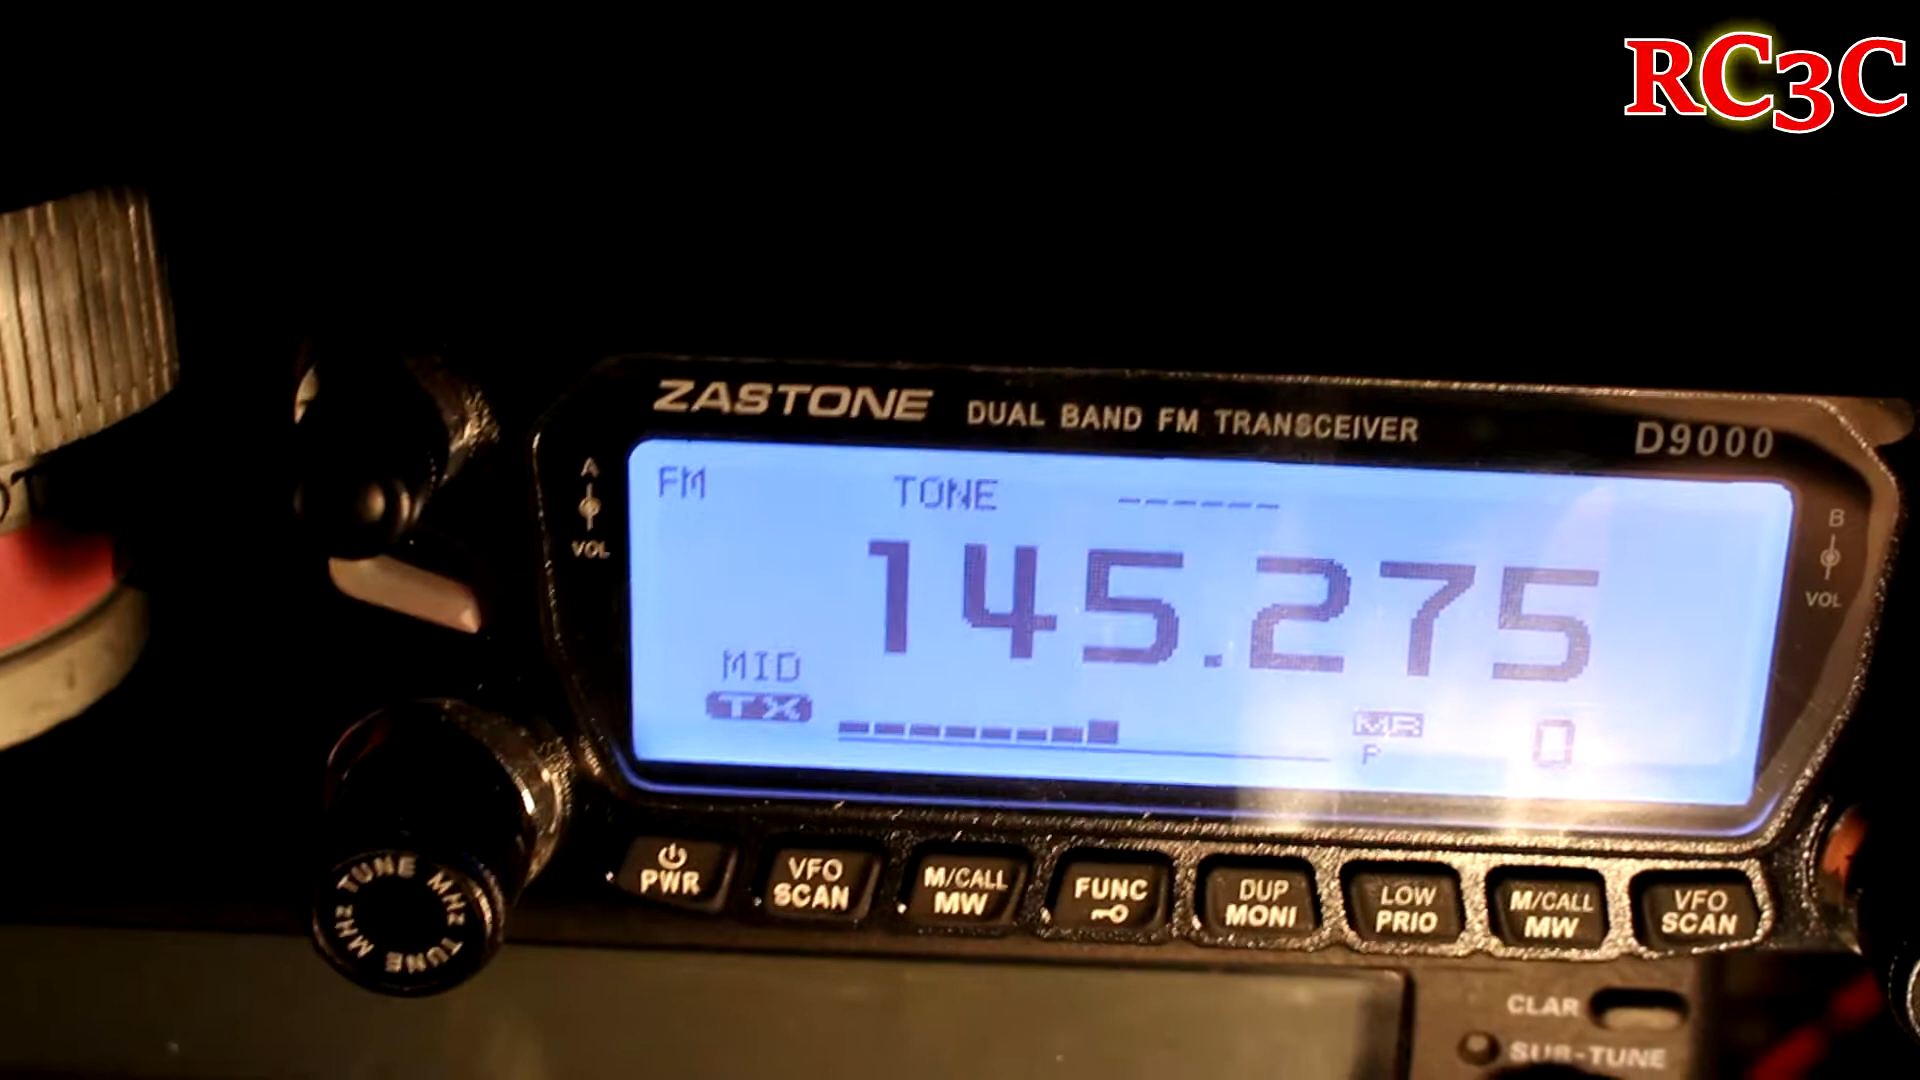 RC3C
ZASTONE DUAL BAND FM TRANSCEIVER D9000
A
VOL
B
VOL
FM TONE ------
145.275
MID
TX
MR 0
P
PWR
VFO SCAN
M/CALL MW
FUNC
DUP MONI
LOW PRIO
M/CALL MW
VFO SCAN
TUNE MHz TUNE MHz
CLAR
SUB-TUNE